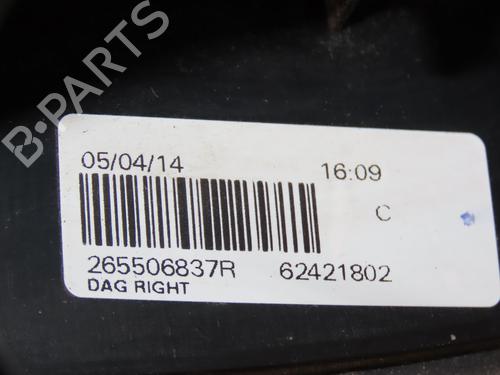 B-PARTS
05/04/14 16:09
C
265506837R 62421802
DAG RIGHT